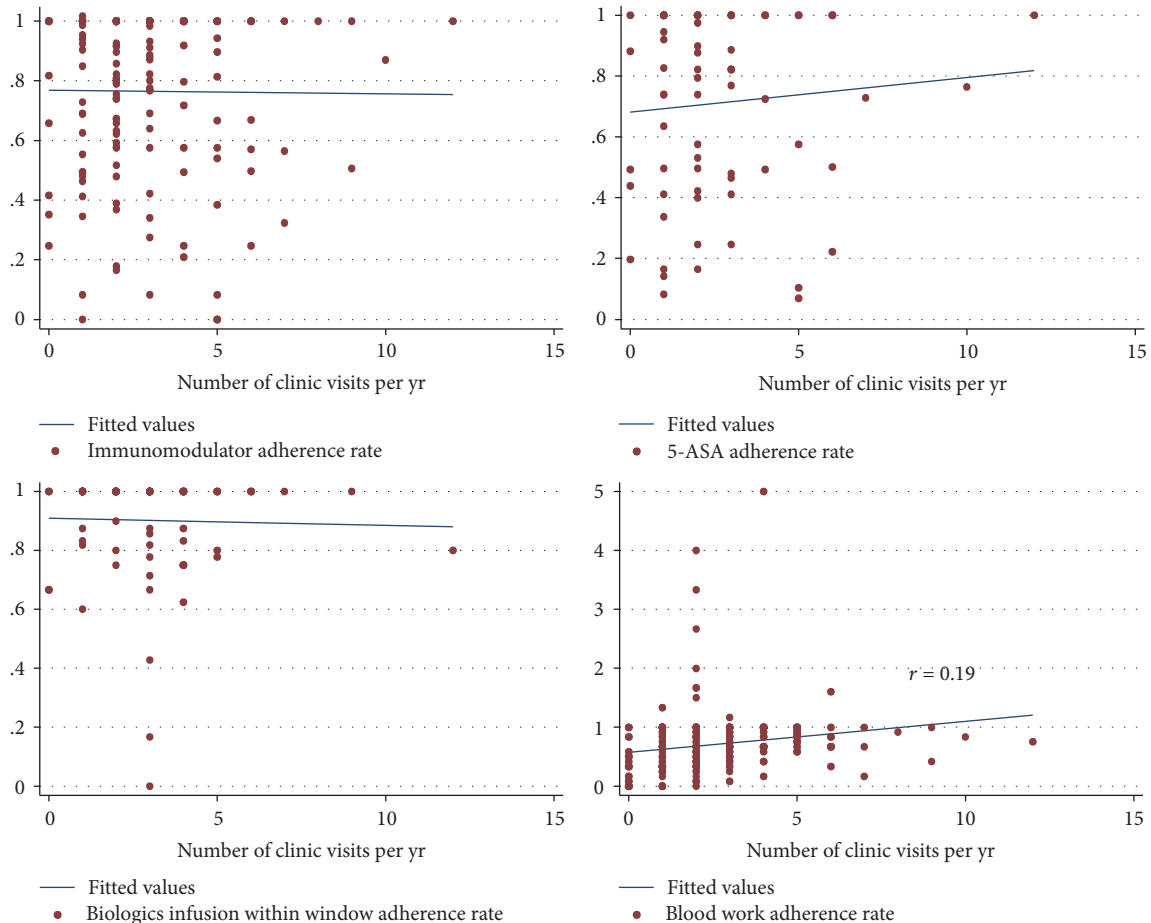 1
.8
.6
.4
.2
0
0 5 10 15
Number of clinic visits per yr
Fitted values
Immunomodulator adherence rate
1
.8
.6
.4
.2
0
0 5 10 15
Number of clinic visits per yr
Fitted values
5-ASA adherence rate
1
.8
.6
.4
.2
0
0 5 10 15
Number of clinic visits per yr
Fitted values
Biologics infusion within window adherence rate
5
4
3
2
r = 0.19
1
0
0 5 10 15
Number of clinic visits per yr
Fitted values
Blood work adherence rate